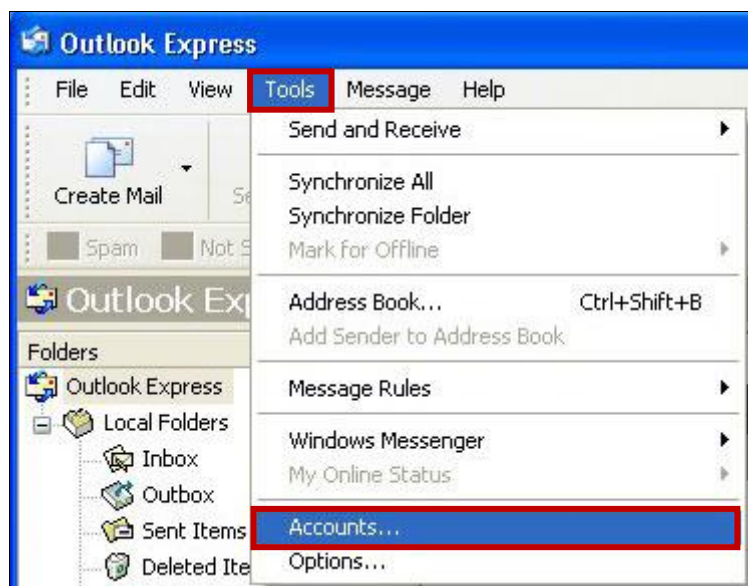 Outlook Express
File Edit View Tools Message Help
Send and Receive
Create Mail
Synchronize All
Synchronize Folder
Spam Not
Mark for Offline
Outlook
Address Book... Ctrl+Shift+B
Add Sender to Address Book
Folders
Outlook Express
Message Rules
Local Folders
Windows Messenger
Inbox
My Online Status
Outbox
Sent Items
Accounts...
Deleted
Options...